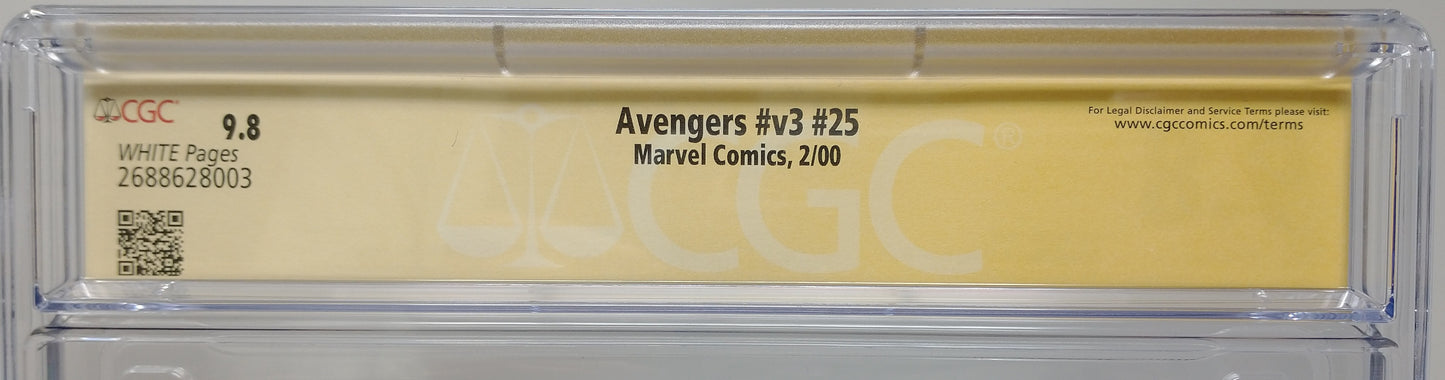 CGC
9.8
WHITE Pages
2688628003
Avengers #v3 #25
Marvel Comics, 2/00
CGC®
For Legal Disclaimer and Service Terms please visit:
www.cgccomics.com/terms